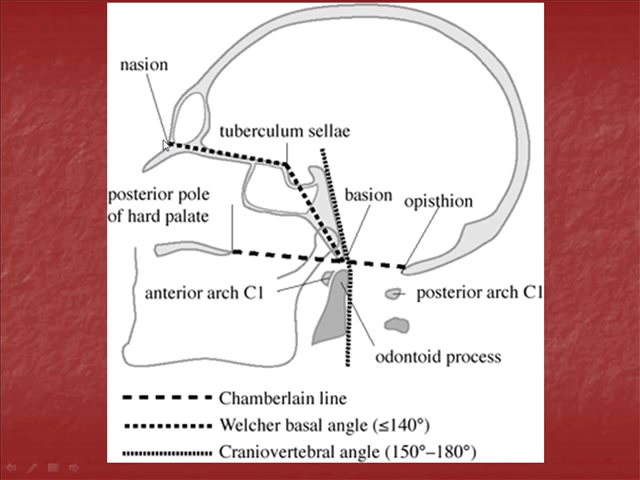 nasion
tuberculum sellae
posterior pole
of hard palate
basion
opisthion
anterior arch C1
posterior arch C1
odontoid process
Chamberlain line
Welcher basal angle (≤140°)
Craniovertebral angle (150°–180°)